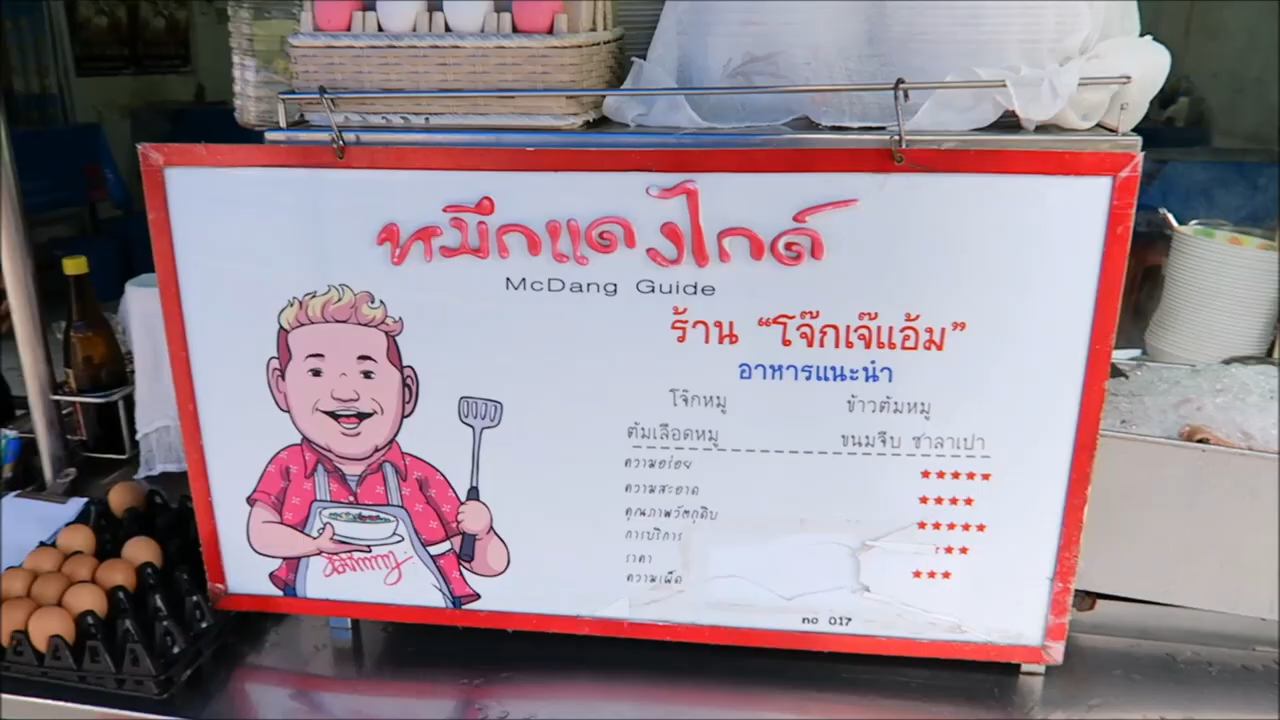 หมึกแดงไกด์
McDang Guide
ร้าน “โจ๊กเจ๊แอ้ม”
อาหารแนะนำ
โจ๊กหมู ข้าวต้มหมู
ต้มเลือดหมู ขนมจีบ ซาลาเปา
ความอร่อย ★★★★★
ความสะอาด ★★★★
คุณภาพวัตถุดิบ ★★★★★
การบริการ
ราคา ★★★
ความเผ็ด
no 017